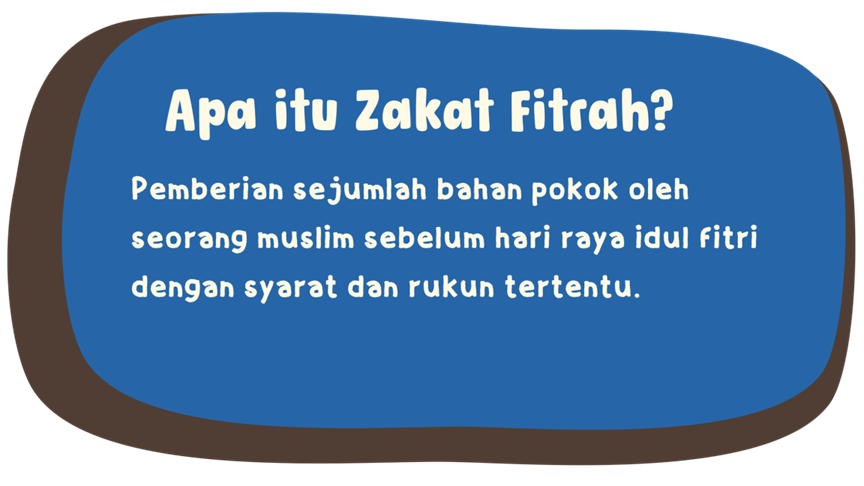 Apa itu Zakat Fitrah?
Pemberian sejumlah bahan pokok oleh
seorang muslim sebelum hari raya idul fitri
dengan syarat dan rukun tertentu.